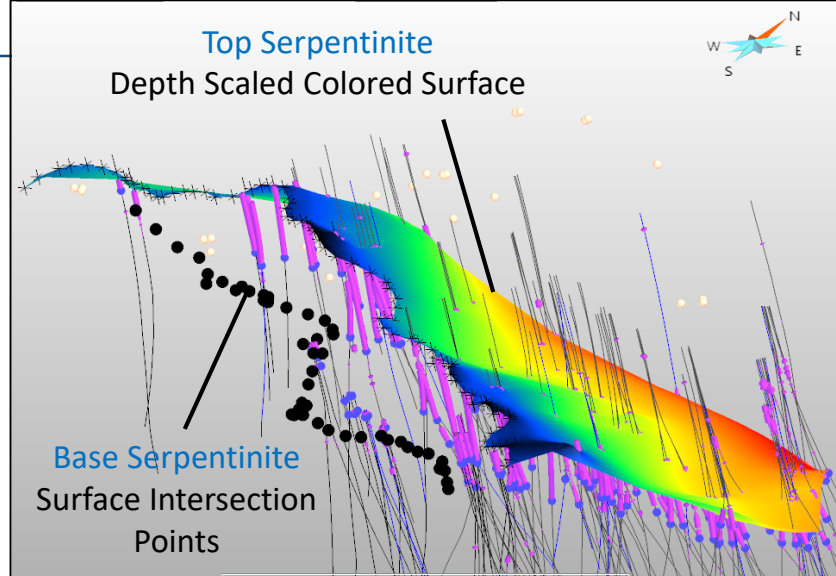 Top Serpentinite
Depth Scaled Colored Surface
N
W
E
S
Base Serpentinite
Surface Intersection
Points